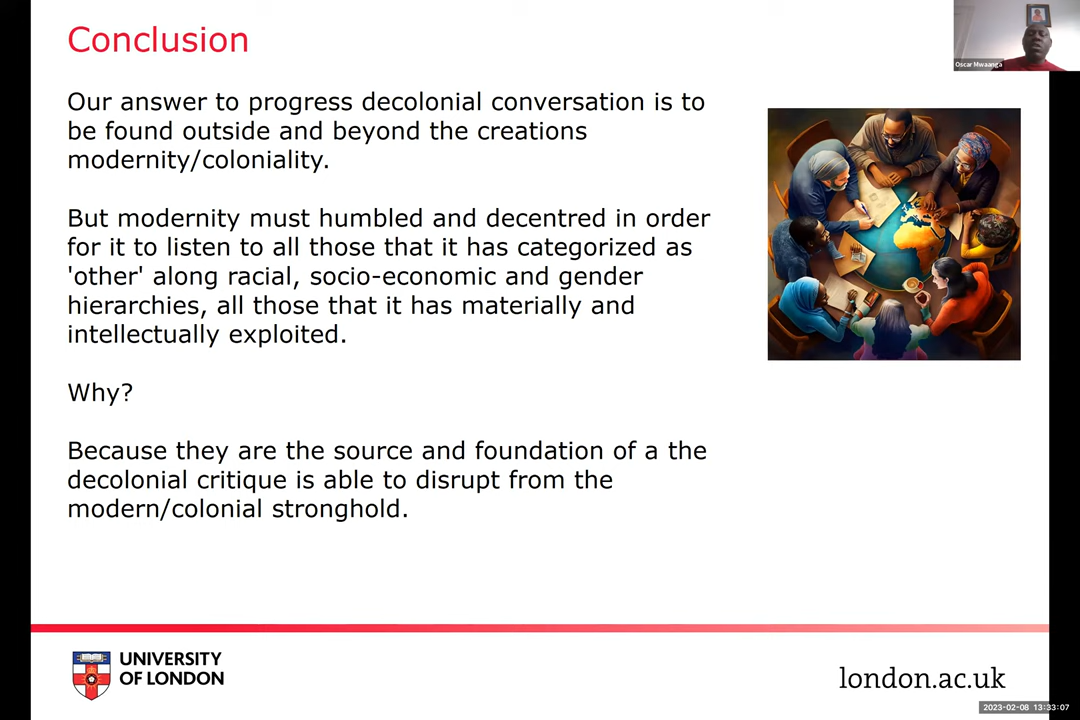 Conclusion
Oscar Mwaanga
Our answer to progress decolonial conversation is to
be found outside and beyond the creations
modernity/coloniality.
But modernity must humbled and decentred in order
for it to listen to all those that it has categorized as
'other' along racial, socio-economic and gender
hierarchies, all those that it has materially and
intellectually exploited.
Why?
Because they are the source and foundation of a the
decolonial critique is able to disrupt from the
modern/colonial stronghold.
UNIVERSITY
OF LONDON
london.ac.uk
2023-02-08 13:33:07